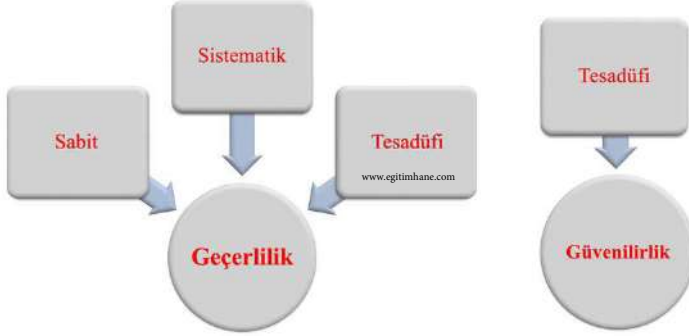 Sistematik
Sabit
Tesadüfi
www.egitimhane.com
Geçerlilik
Tesadüfi
Güvenilirlik